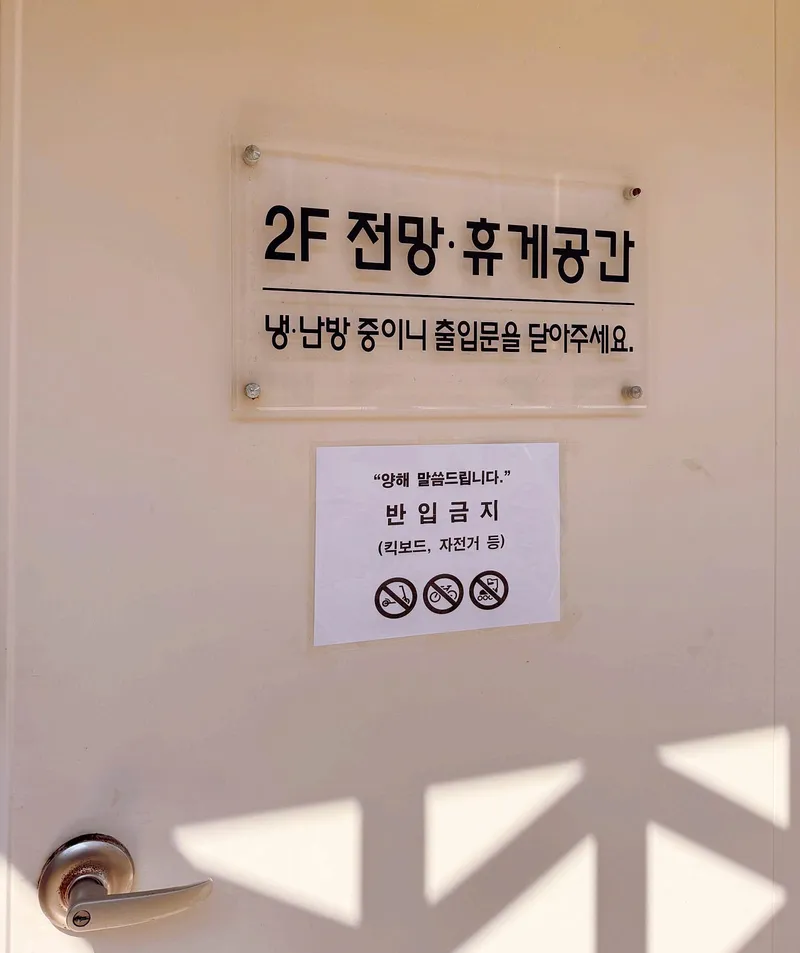 2F 전망·휴게공간
냉·난방 중이니 출입문을 닫아주세요.
“양해 말씀드립니다.”
반 입 금 지
(킥보드, 자전거 등)